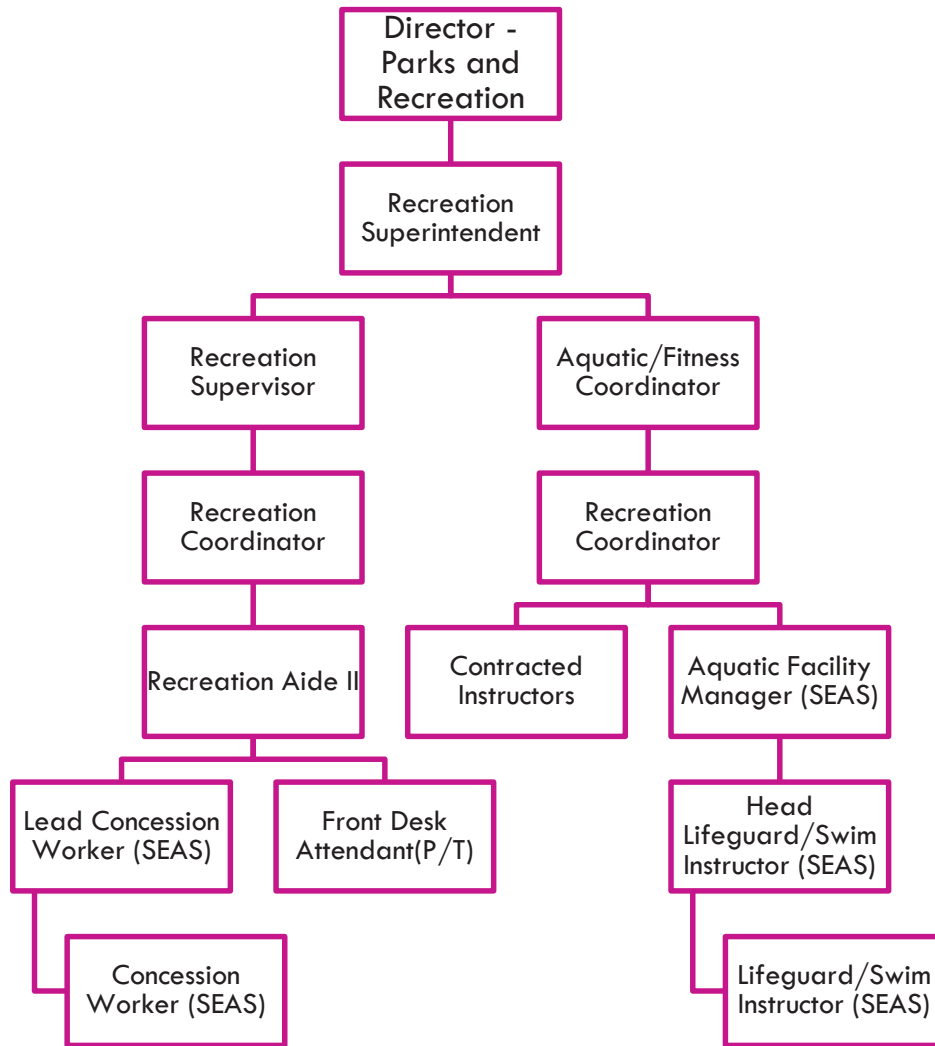 Director -
Parks and
Recreation
Recreation
Superintendent
Recreation
Supervisor
Aquatic/Fitness
Coordinator
Recreation
Coordinator
Recreation
Coordinator
Recreation Aide II
Contracted
Instructors
Aquatic Facility
Manager (SEAS)
Lead Concession
Worker (SEAS)
Front Desk
Attendant(P/T)
Head
Lifeguard/Swim
Instructor (SEAS)
Concession
Worker (SEAS)
Lifeguard/Swim
Instructor (SEAS)